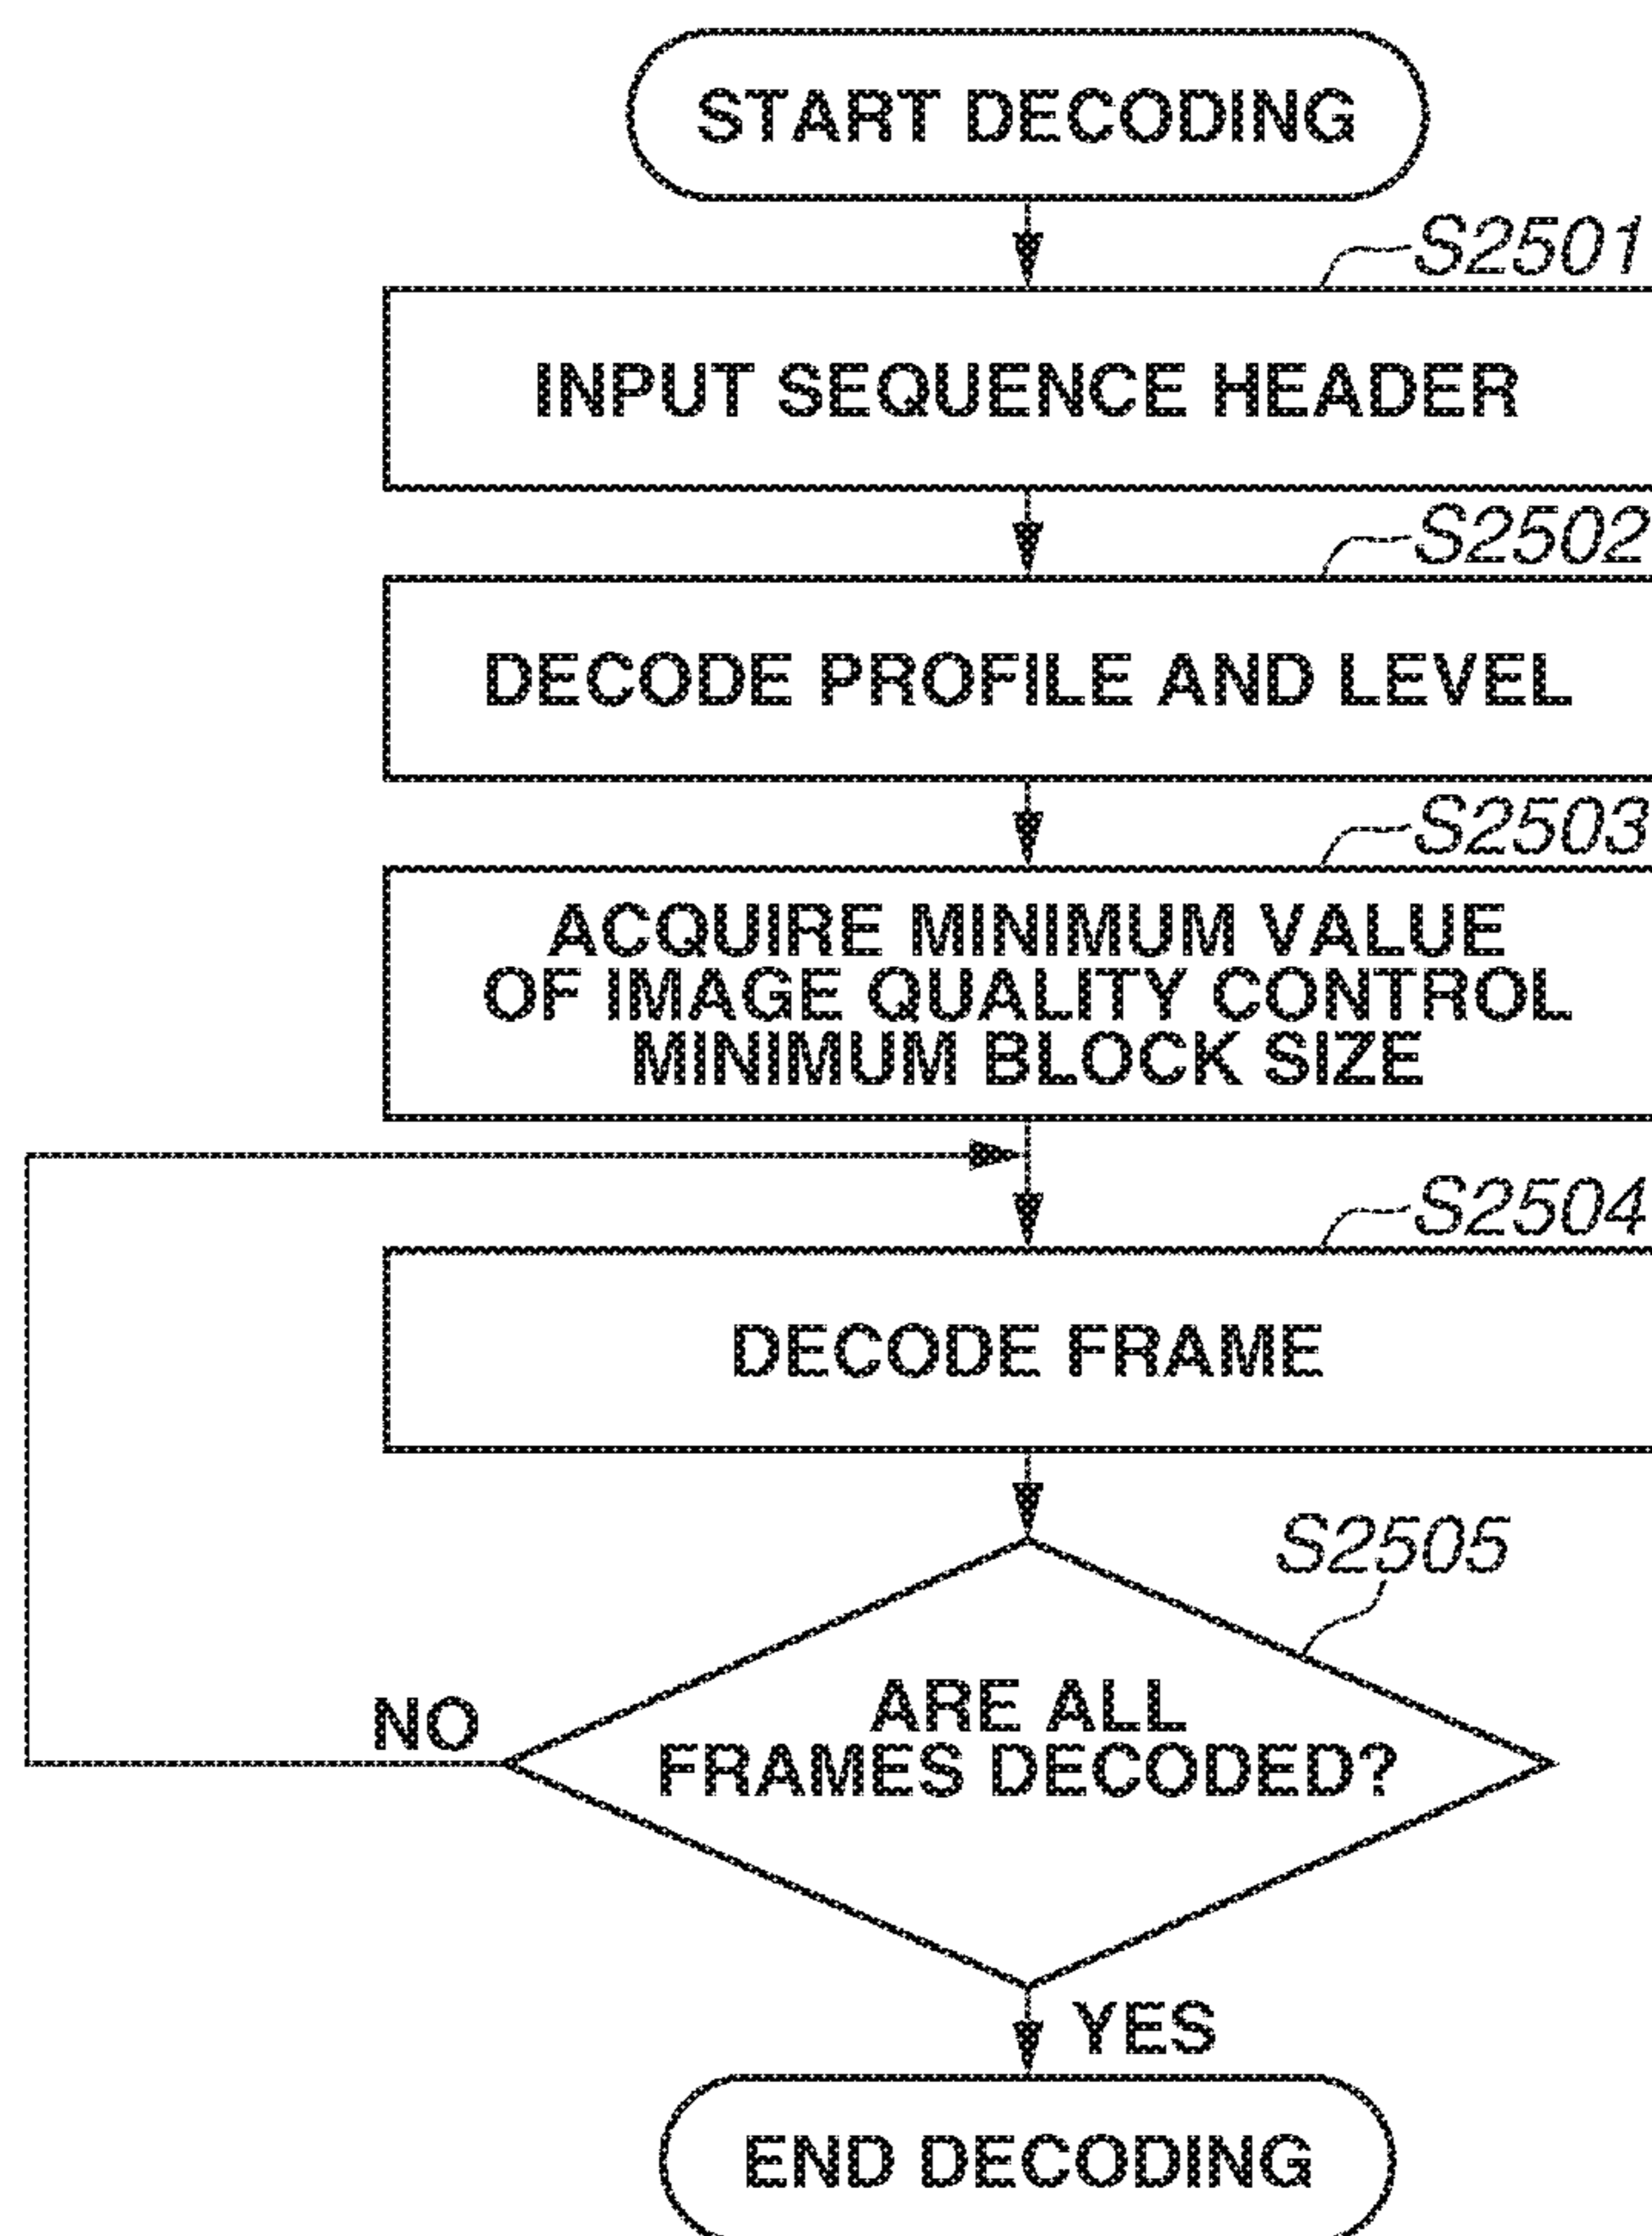 START DECODING
S2501
INPUT SEQUENCE HEADER
S2502
DECODE PROFILE AND LEVEL
S2503
ACQUIRE MINIMUM VALUE
OF IMAGE QUALITY CONTROL
MINIMUM BLOCK SIZE
S2504
DECODE FRAME
S2505
ARE ALL
FRAMES DECODED?
NO
YES
END DECODING